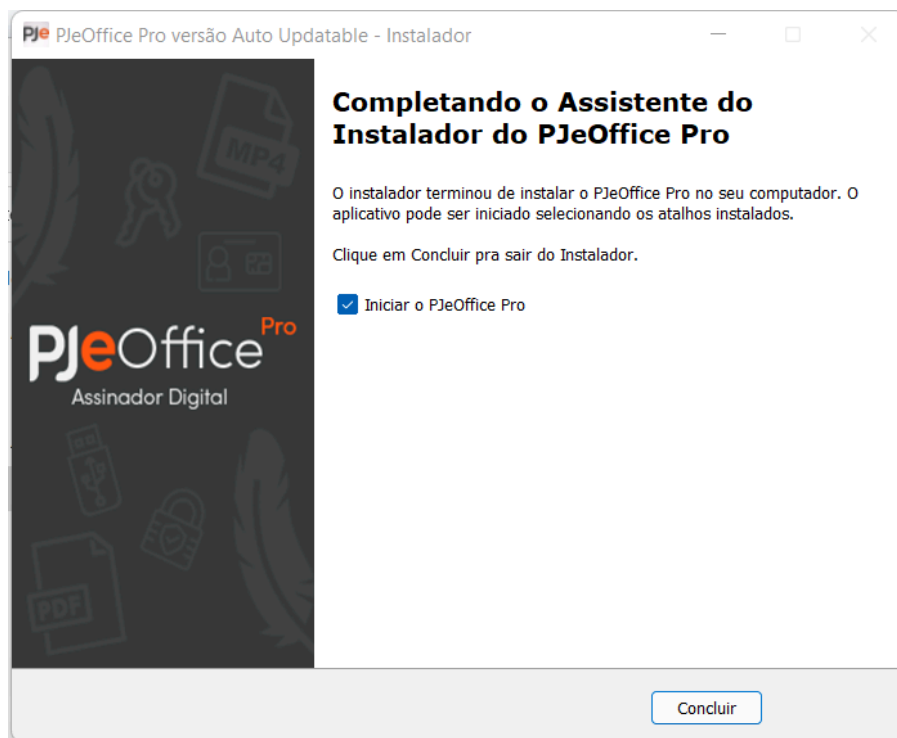 PJe PJeOffice Pro versão Auto Updatable - Instalador
MP4
PJeOffice Pro
Assinador Digital
PDF
Completando o Assistente do
Instalador do PJeOffice Pro
O instalador terminou de instalar o PJeOffice Pro no seu computador. O
aplicativo pode ser iniciado selecionando os atalhos instalados.
Clique em Concluir pra sair do Instalador.
Iniciar o PJeOffice Pro
Concluir